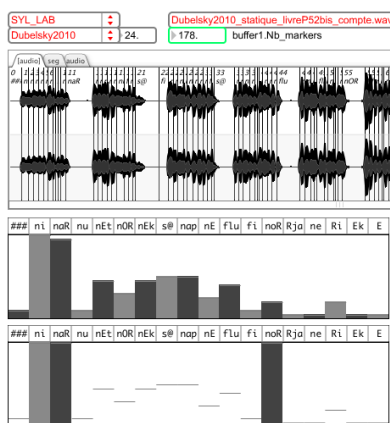 SYL_LAB Dubelsky2010_statique_livreP52bis_compte.wav
Dubelsky2010 24. 178. buffer1.Nb_markers
[audio] seg audio
### ni naR nu nEt nOR nEk s@ nap nE flu fi noR Rja ne Ri Ek E
### ni naR nu nEt nOR nEk s@ nap nE flu fi noR Rja ne Ri Ek E